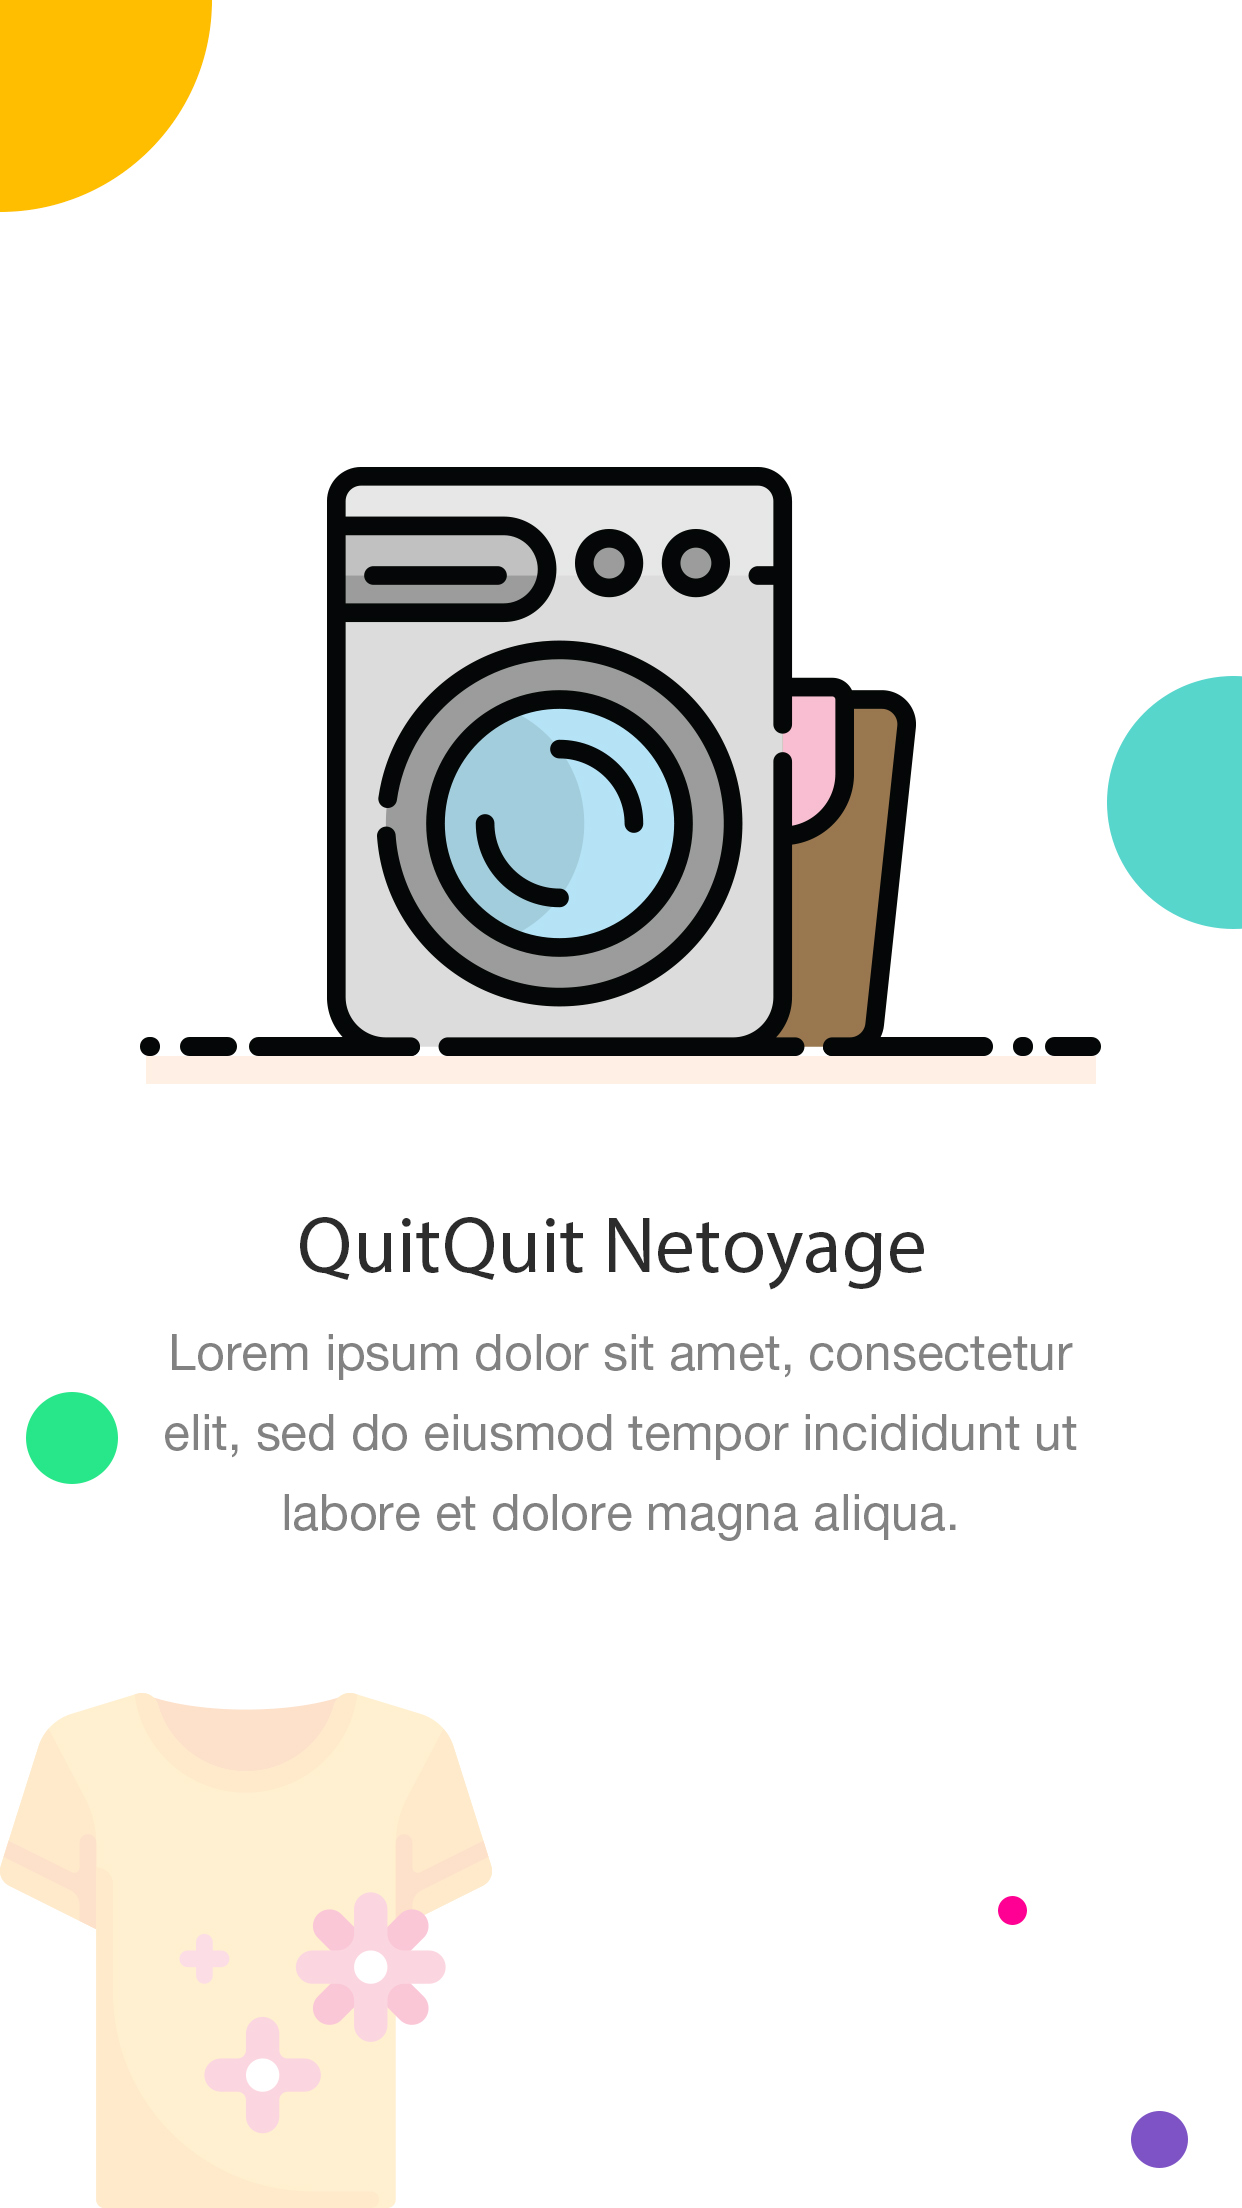 QuitQuit Netoyage
Lorem ipsum dolor sit amet, consectetur
elit, sed do eiusmod tempor incididunt ut
labore et dolore magna aliqua.